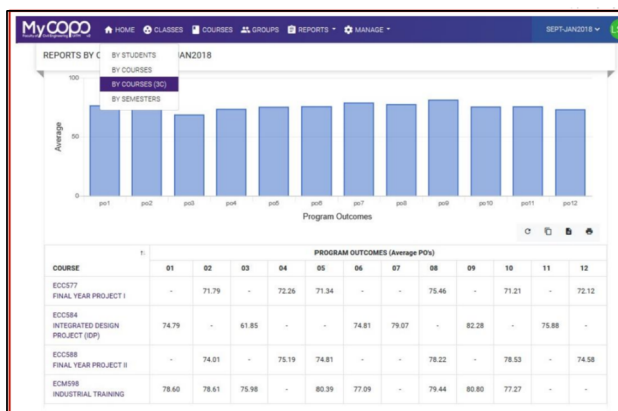 MyCOPO HOME CLASSES COURSES GROUPS REPORTS MANAGE SEPT-JAN2018
REPORTS BY C JAN2018
BY STUDENTS
BY COURSES
BY COURSES (3C)
BY SEMESTERS
100
50
0
Average
po1 po2 po3 po4 po5 po6 po7 po8 po9 po10 po11 po12
Program Outcomes
PROGRAM OUTCOMES (Average PO's)
COURSE 01 02 03 04 05 06 07 08 09 10 11 12
ECC577
FINAL YEAR PROJECT I
- 71.79 - 72.26 71.34 - - 75.46 - 71.21 - 72.12
ECC584
INTEGRATED DESIGN
PROJECT (IDP)
74.79 - 61.85 - - 74.81 79.07 - 82.28 - 75.88 -
ECC588
FINAL YEAR PROJECT II
- 74.01 - 75.19 74.81 - - 78.22 - 78.53 - 74.58
ECM598
INDUSTRIAL TRAINING
78.60 78.61 75.98 - 80.39 77.09 - 79.44 80.80 77.27 - -